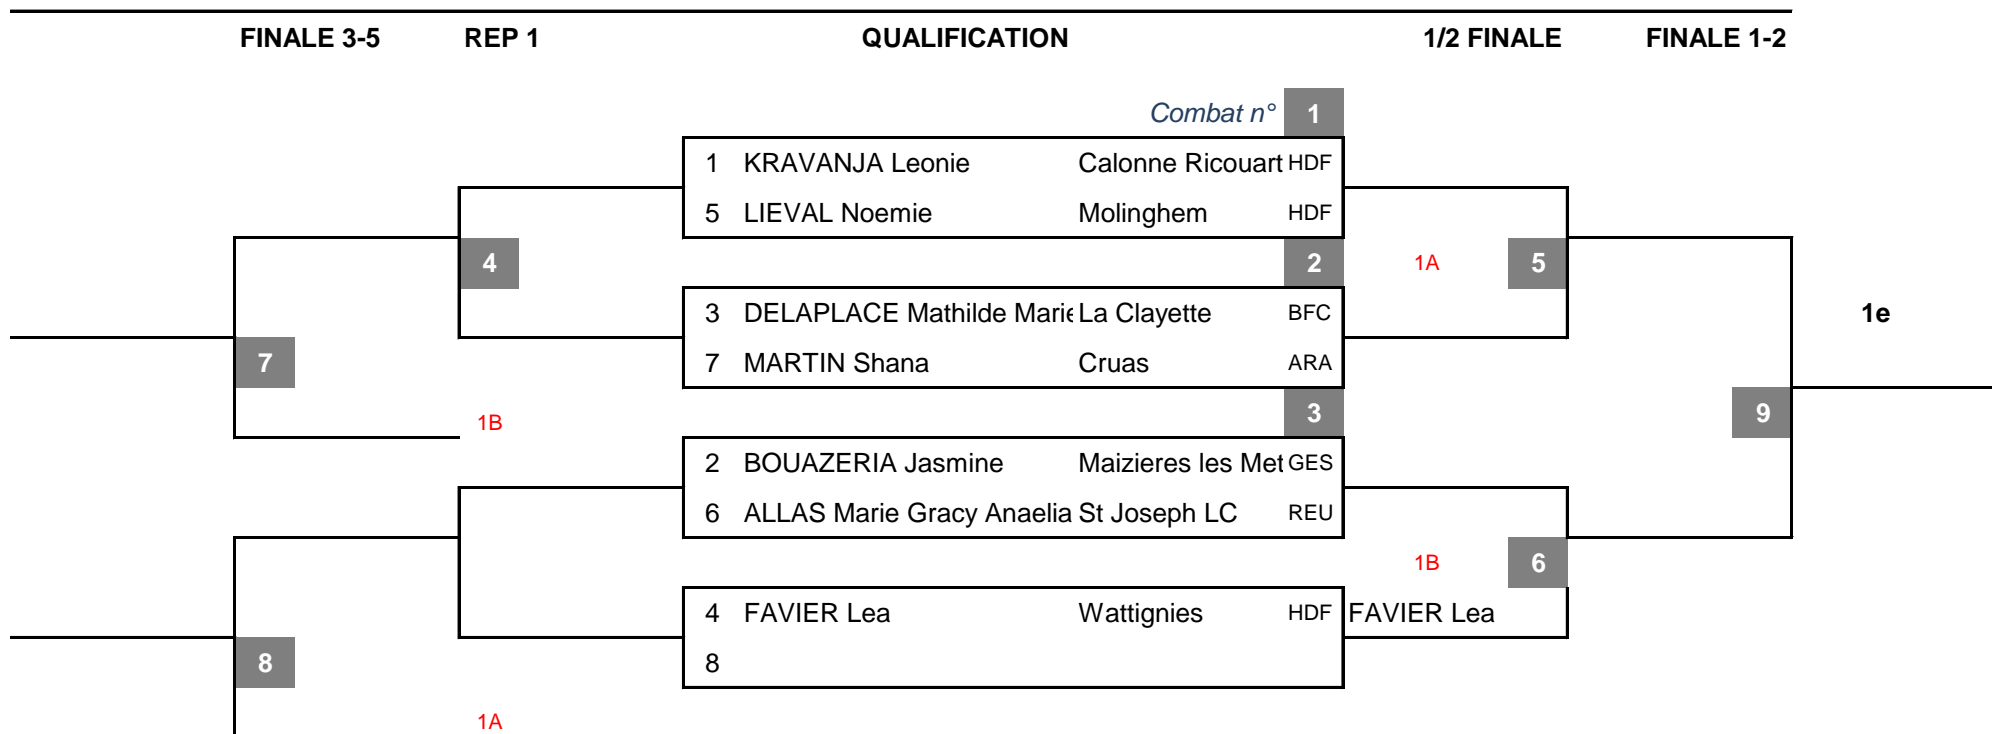 FINALE 3-5 REP 1 QUALIFICATION 1/2 FINALE FINALE 1-2
Combat n° 1
1 KRAVANJA Leonie Calonne Ricouart HDF
5 LIEVAL Noemie Molinghem HDF
4 2 1A 5
3 DELAPLACE Mathilde Marie La Clayette BFC 1e
7 7 MARTIN Shana Cruas ARA
1B 3 9
2 BOUAZERIA Jasmine Maizieres les Met GES
6 ALLAS Marie Gracy Anaelia St Joseph LC REU
1B 6
4 FAVIER Lea Wattignies HDF FAVIER Lea
8 8
1A